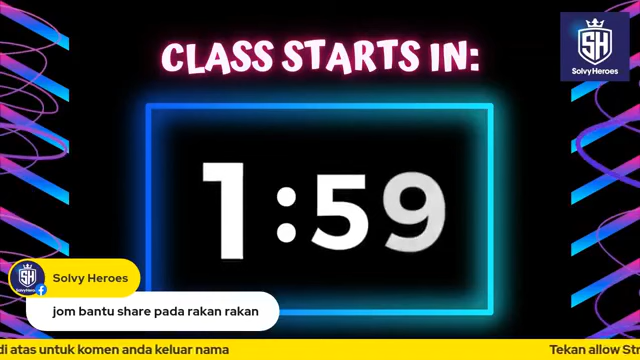 CLASS STARTS IN:
SH
SolvyHeroes
1:59
SH
Solvy Heroes
jom bantu share pada rakan rakan
di atas untuk komen anda keluar nama
Tekan allow Str